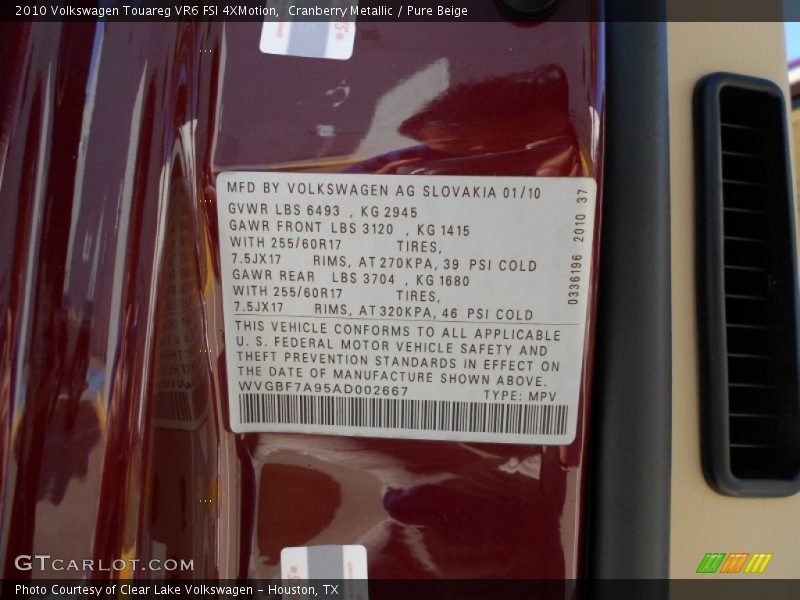 2010 Volkswagen Touareg VR6 FSI 4XMotion,  Cranberry Metallic / Pure Beige
MFD BY VOLKSWAGEN AG SLOVAKIA 01/10
GVWR LBS 6493 , KG 2945
GAWR FRONT LBS 3120 , KG 1415
WITH 255/60R17 TIRES,
7.5JX17 RIMS, AT 270KPA, 39 PSI COLD
GAWR REAR LBS 3704 , KG 1680
WITH 255/60R17 TIRES,
7.5JX17 RIMS, AT 320KPA, 46 PSI COLD
THIS VEHICLE CONFORMS TO ALL APPLICABLE
U. S. FEDERAL MOTOR VEHICLE SAFETY AND
THEFT PREVENTION STANDARDS IN EFFECT ON
THE DATE OF MANUFACTURE SHOWN ABOVE.
WVGBF7A95AD002667 TYPE: MPV
0336196 2010 37
GTCARLOT.COM
Photo Courtesy of Clear Lake Volkswagen - Houston, TX